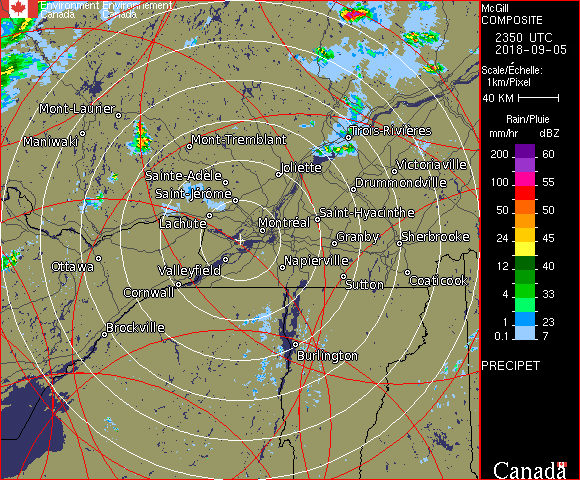 Environment Environnement
Canada Canada
McGill
COMPOSITE
2350 UTC
2018-09-05
Scale/Échelle:
1km/Pixel
40 KM
Rain/Pluie
mm/hr dBZ
200 60
100 55
50 50
24 45
12 40
4 33
1 23
0.1 7
PRECIPET
Canada
Mont-Laurier
Maniwaki
Mont-Tremblant
Trois-Rivières
Sainte-Adèle
Joliette
Victoriaville
Saint-Jérôme
Drummondville
Lachute
Montréal
Saint-Hyacinthe
Granby
Sherbrooke
Ottawa
Valleyfield
Napierville
Cornwall
Sutton
Coaticook
Brockville
Burlington